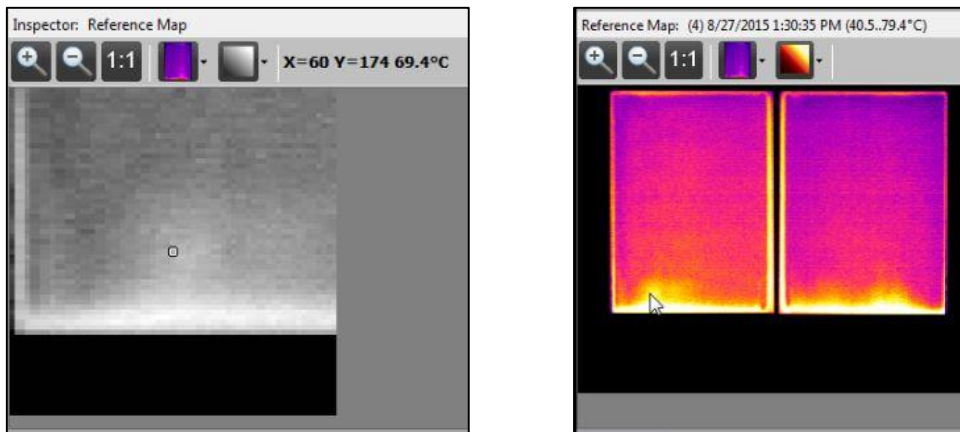 Inspector: Reference Map
1:1
X=60 Y=174 69.4ºC
Reference Map: (4) 8/27/2015 1:30:35 PM (40.5..79.4°C)
1:1